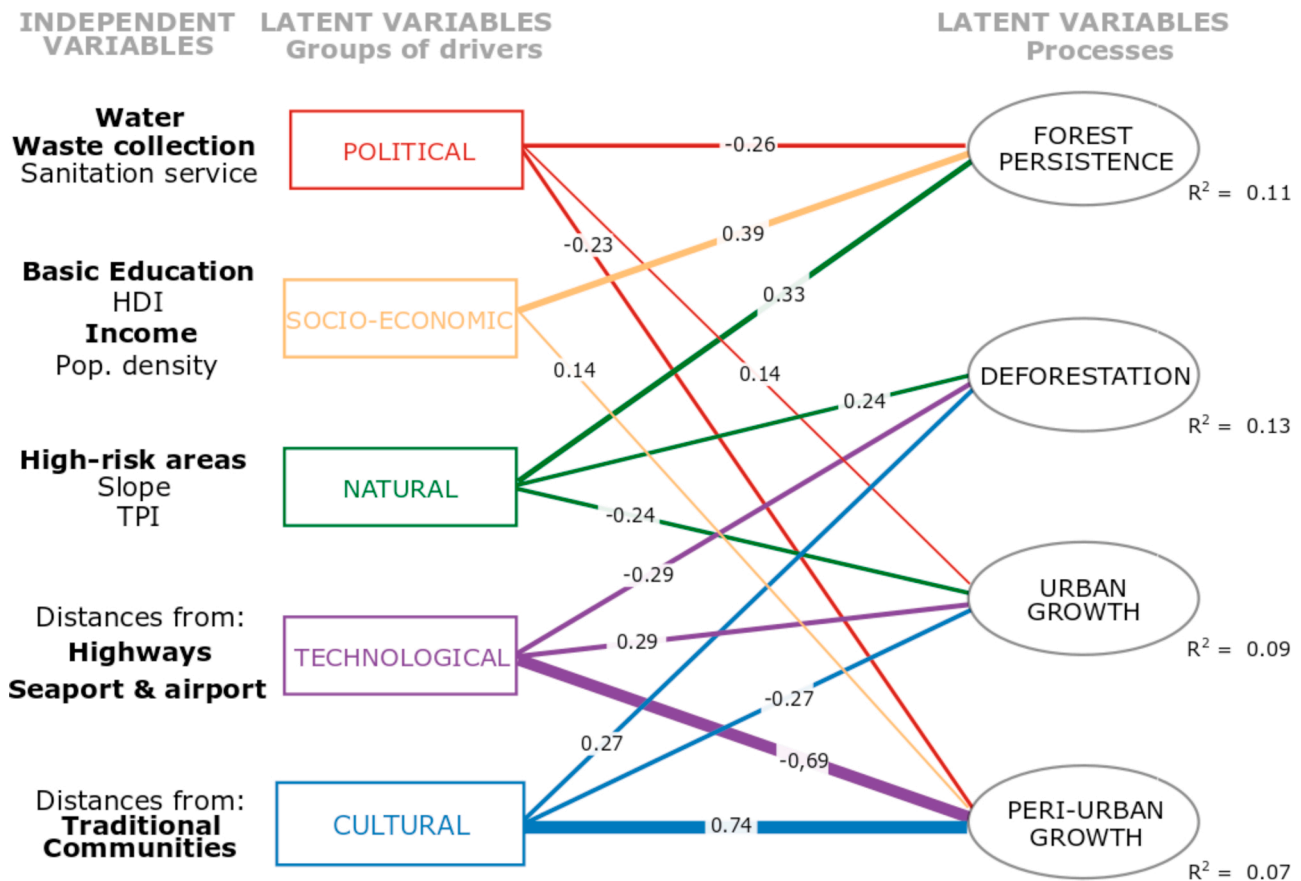 INDEPENDENT
VARIABLES
LATENT VARIABLES
Groups of drivers
LATENT VARIABLES
Processes
Water
Waste collection
Sanitation service
POLITICAL
-0.26
FOREST
PERSISTENCE
R² = 0.11
-0.23
0.39
Basic Education
HDI
Income
Pop. density
SOCIO-ECONOMIC
0.33
0.14
0.14
0.24
DEFORESTATION
R² = 0.13
High-risk areas
Slope
TPI
NATURAL
-0.24
-0.29
URBAN
GROWTH
R² = 0.09
Distances from:
Highways
Seaport & airport
TECHNOLOGICAL
0.29
-0.27
0.27
-0,69
Distances from:
Traditional
Communities
CULTURAL
0.74
PERI-URBAN
GROWTH
R² = 0.07